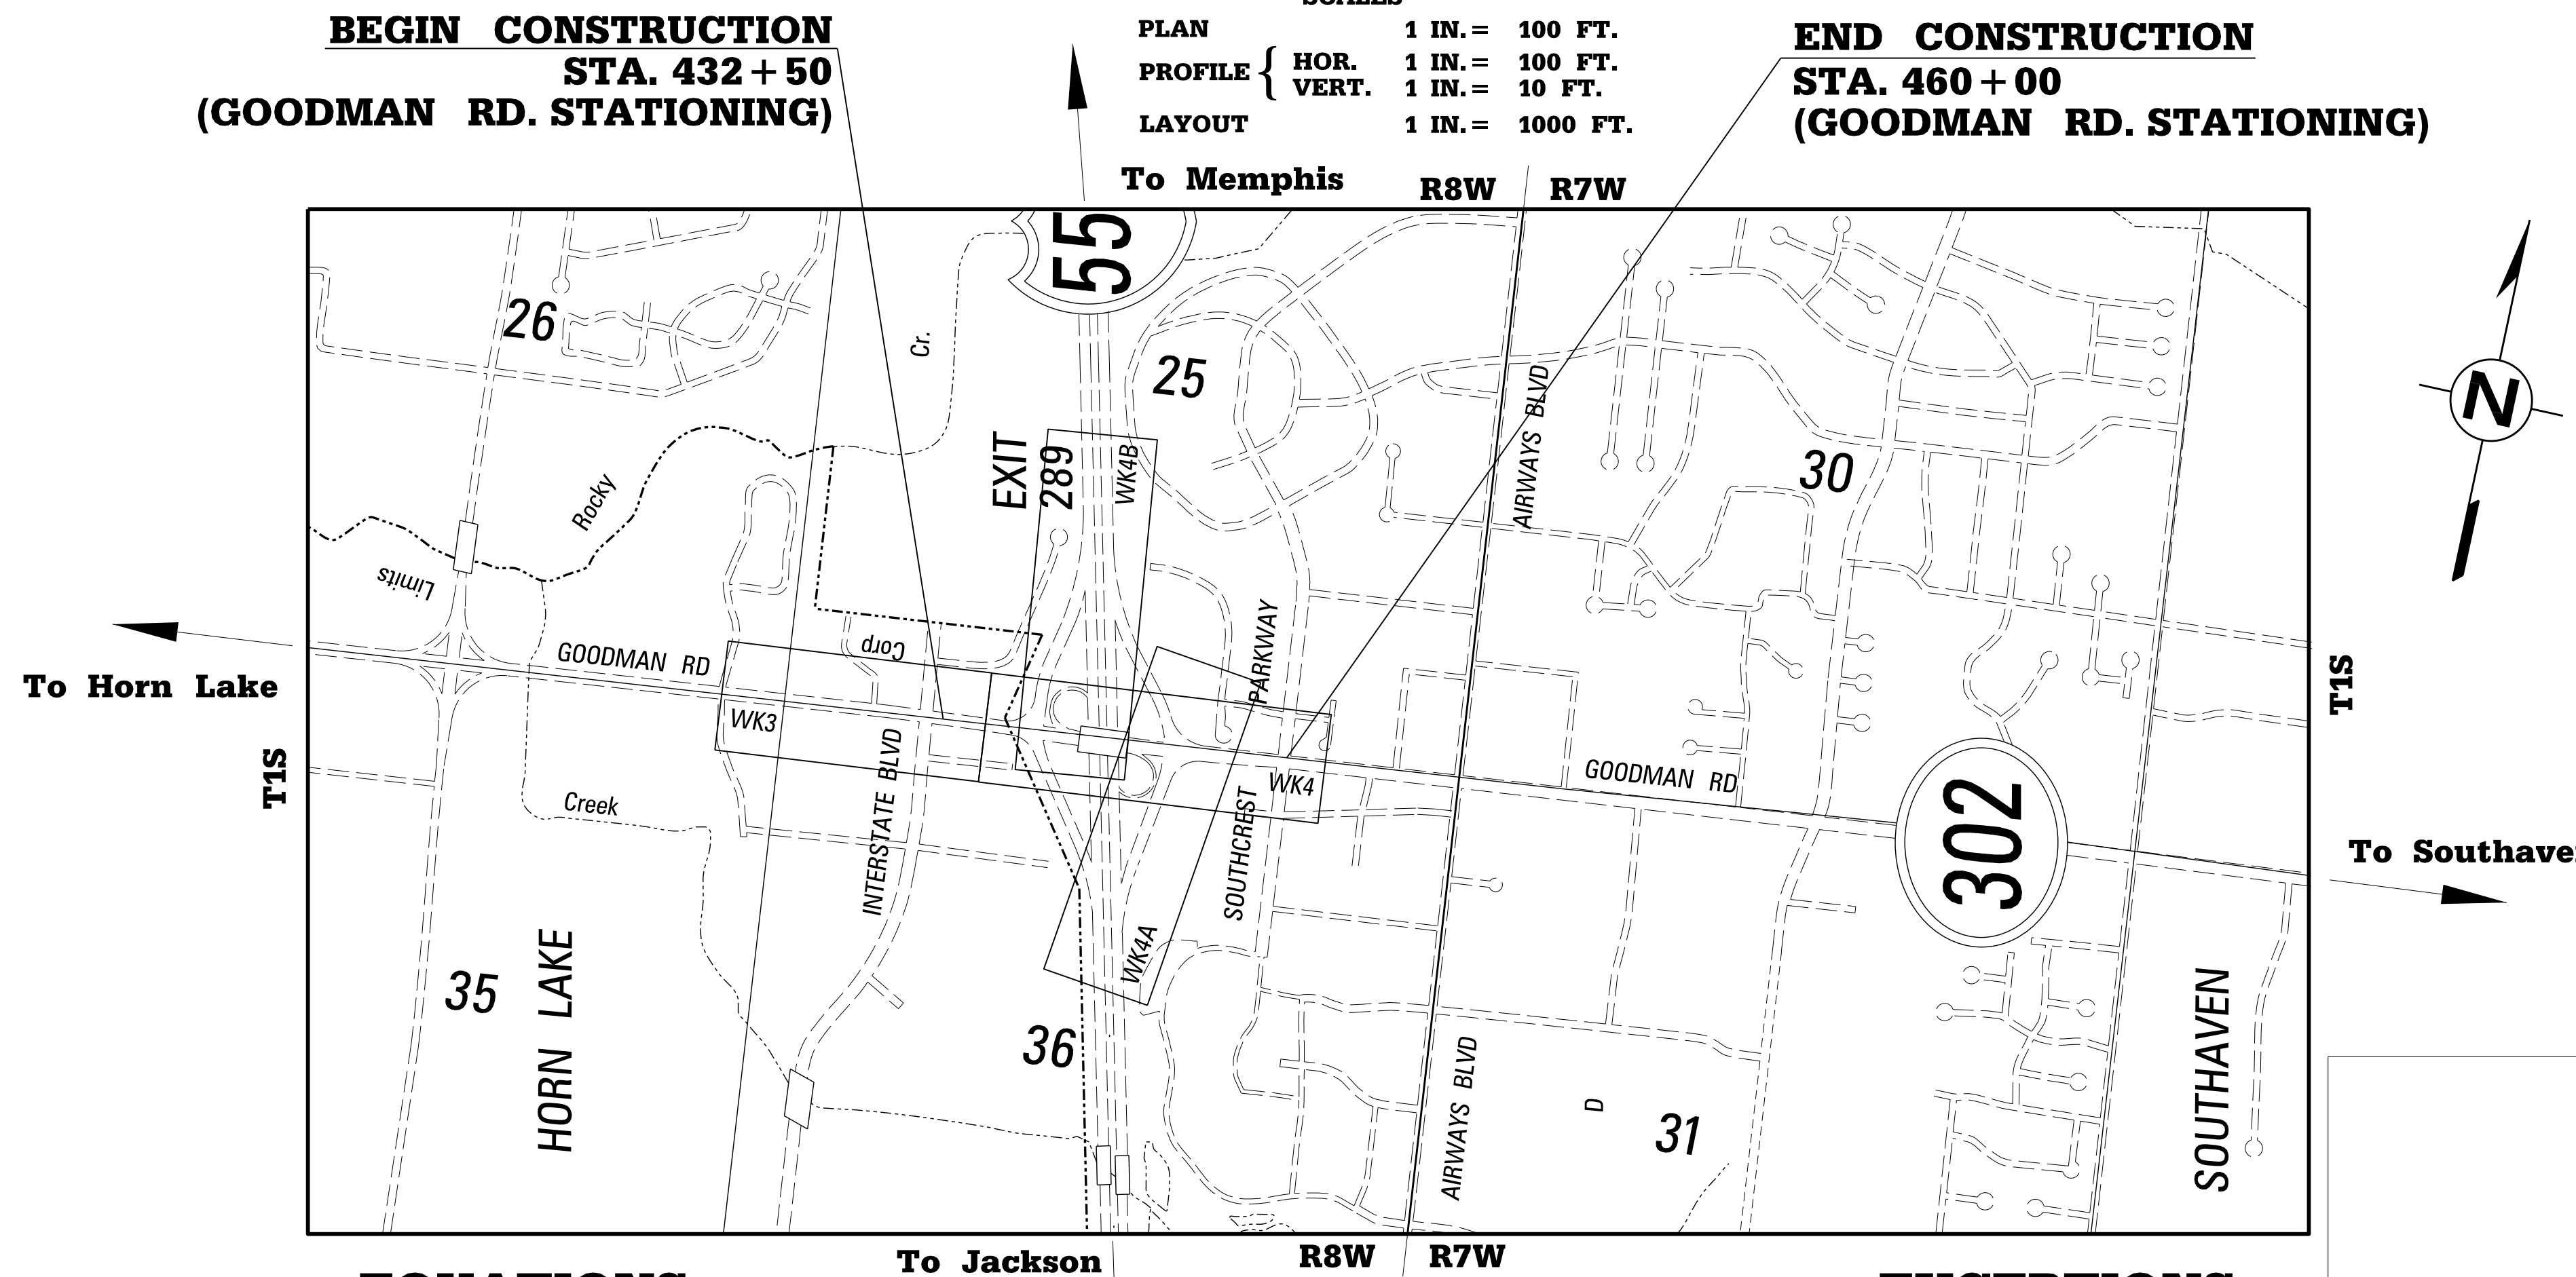 BEGIN CONSTRUCTION
STA. 432+50
(GOODMAN RD. STATIONING)
SCALES
PLAN 1 IN.= 100 FT.
PROFILE { HOR. 1 IN.= 100 FT.
VERT. 1 IN.= 10 FT.
LAYOUT 1 IN.= 1000 FT.
END CONSTRUCTION
STA. 460+00
(GOODMAN RD. STATIONING)
To Memphis
R8W R7W
55
26
25
Cr.
AIRWAYS BLVD
30
N
EXIT
289
WK4B
Rocky
Limits
Corp
PARKWAY
GOODMAN RD
To Horn Lake
T1S
T1S
WK3
INTERSTATE BLVD
WK4
GOODMAN RD
302
Creek
SOUTHCREST
To Southave
WK4A
35
HORN LAKE
36
AIRWAYS BLVD
D
31
SOUTHAVEN
To Jackson
R8W R7W
EQUATIONS